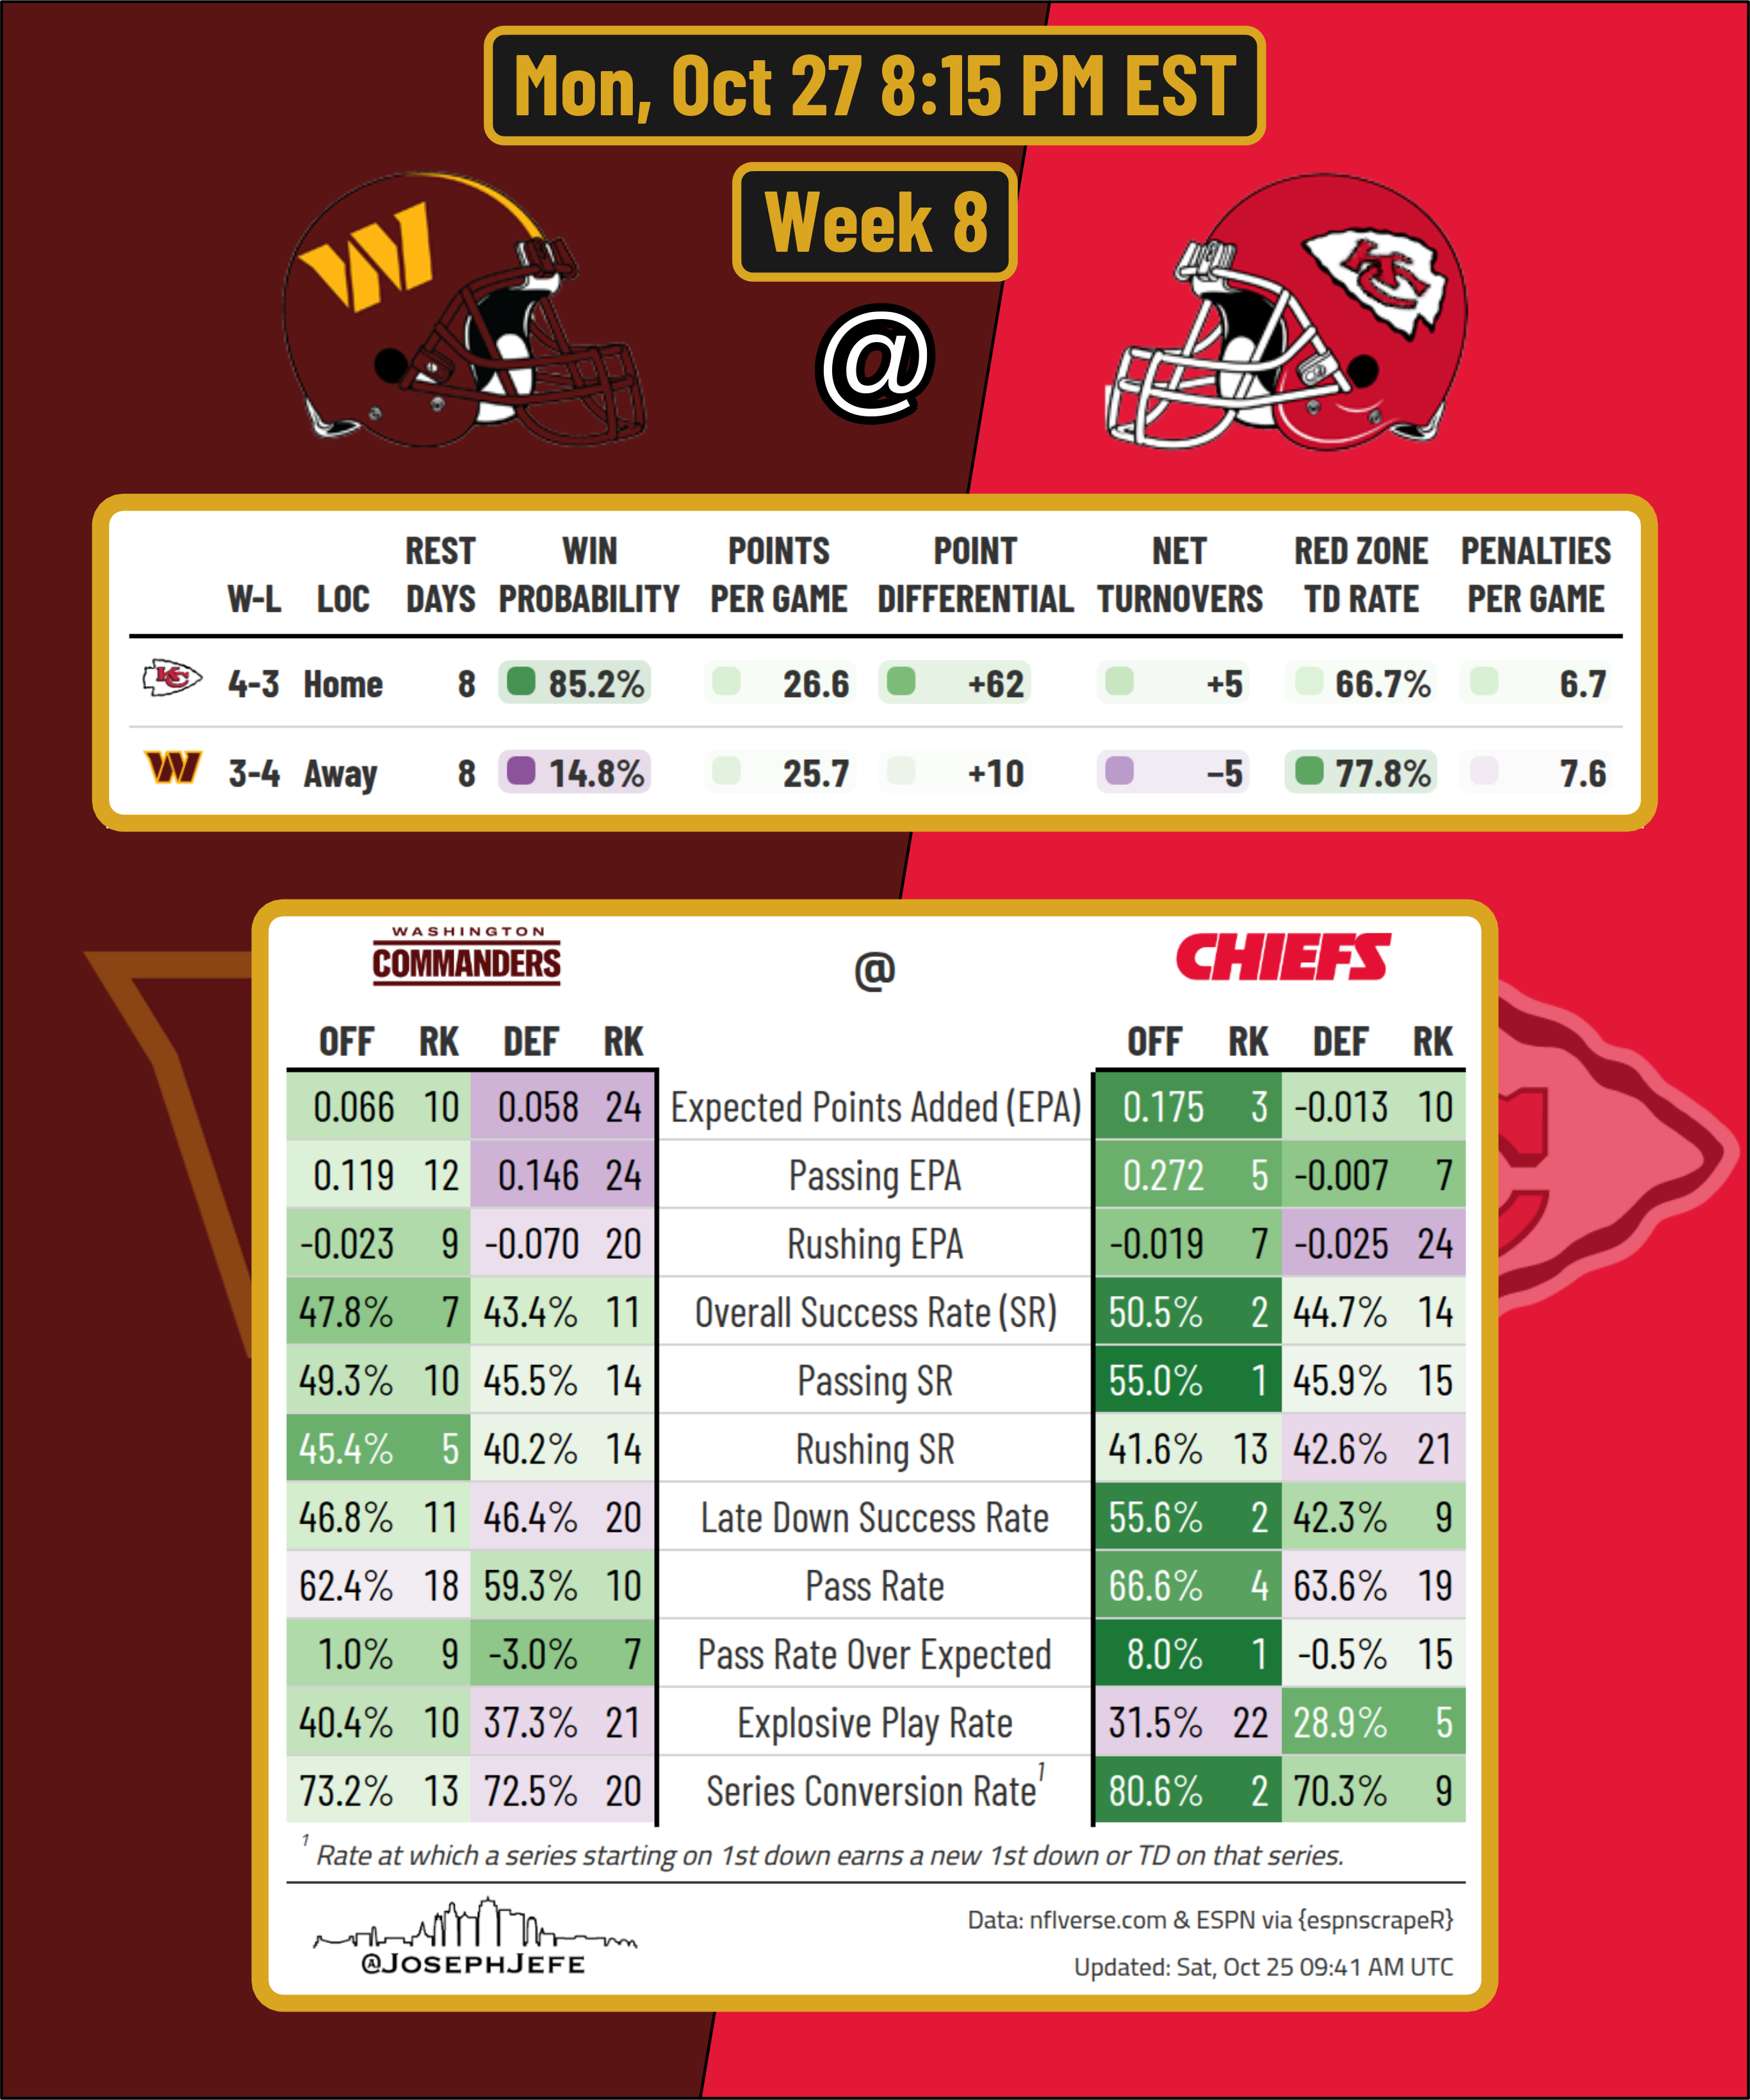 Mon, Oct 27 8:15 PM EST
Week 8
W
@
KC
REST WIN POINTS POINT NET RED ZONE PENALTIES
W-L LOC DAYS PROBABILITY PER GAME DIFFERENTIAL TURNOVERS TD RATE PER GAME
KC 4-3 Home 8 85.2% 26.6 +62 +5 66.7% 6.7
W 3-4 Away 8 14.8% 25.7 +10 −5 77.8% 7.6
WASHINGTON
COMMANDERS @ CHIEFS
OFF RK DEF RK OFF RK DEF RK
0.066 10 0.058 24 Expected Points Added (EPA) 0.175 3 -0.013 10
0.119 12 0.146 24 Passing EPA 0.272 5 -0.007 7
-0.023 9 -0.070 20 Rushing EPA -0.019 7 -0.025 24
47.8% 7 43.4% 11 Overall Success Rate (SR) 50.5% 2 44.7% 14
49.3% 10 45.5% 14 Passing SR 55.0% 1 45.9% 15
45.4% 5 40.2% 14 Rushing SR 41.6% 13 42.6% 21
46.8% 11 46.4% 20 Late Down Success Rate 55.6% 2 42.3% 9
62.4% 18 59.3% 10 Pass Rate 66.6% 4 63.6% 19
1.0% 9 -3.0% 7 Pass Rate Over Expected 8.0% 1 -0.5% 15
40.4% 10 37.3% 21 Explosive Play Rate 31.5% 22 28.9% 5
73.2% 13 72.5% 20 Series Conversion Rate¹ 80.6% 2 70.3% 9
¹ Rate at which a series starting on 1st down earns a new 1st down or TD on that series.
@JOSEPHJEFE
Data: nflverse.com & ESPN via {espnscrapeR}
Updated: Sat, Oct 25 09:41 AM UTC